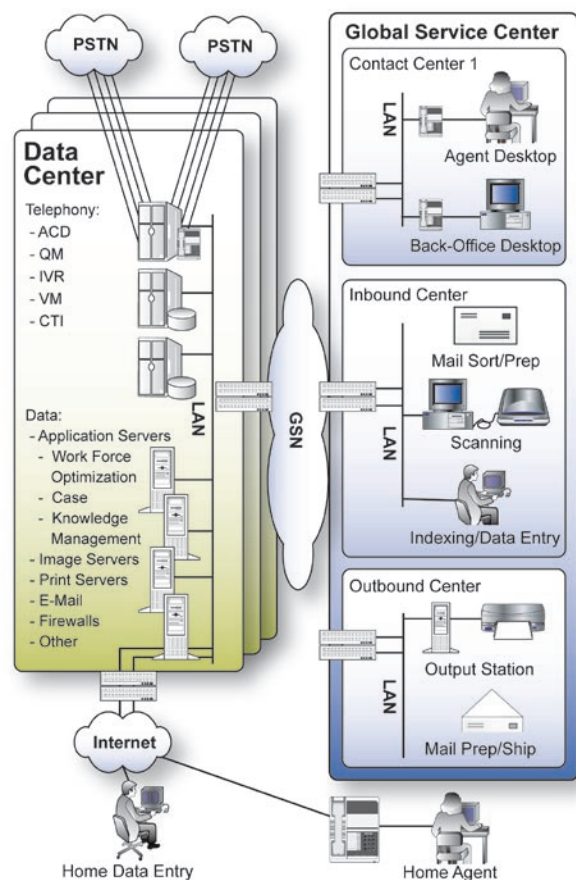 PSTN
PSTN
Data
Center
Telephony:
- ACD
- QM
- IVR
- VM
- CTI
LAN
Data:
- Application Servers
- Work Force
Optimization
- Case
- Knowledge
Management
- Image Servers
- Print Servers
- E-Mail
- Firewalls
- Other
GSN
Global Service Center
Contact Center 1
LAN
Agent Desktop
Back-Office Desktop
Inbound Center
Mail Sort/Prep
LAN
Scanning
Indexing/Data Entry
Outbound Center
Output Station
LAN
Mail Prep/Ship
Internet
Home Data Entry
Home Agent